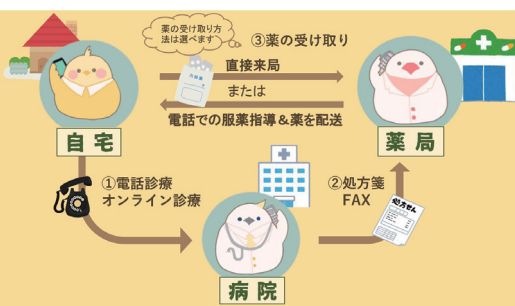 薬の受け取り方
法は選べます
③薬の受け取り
直接来局
または
電話での服薬指導＆薬を配送
自宅
薬局
①電話診療
オンライン診療
②処方箋
FAX
処方せん
病院